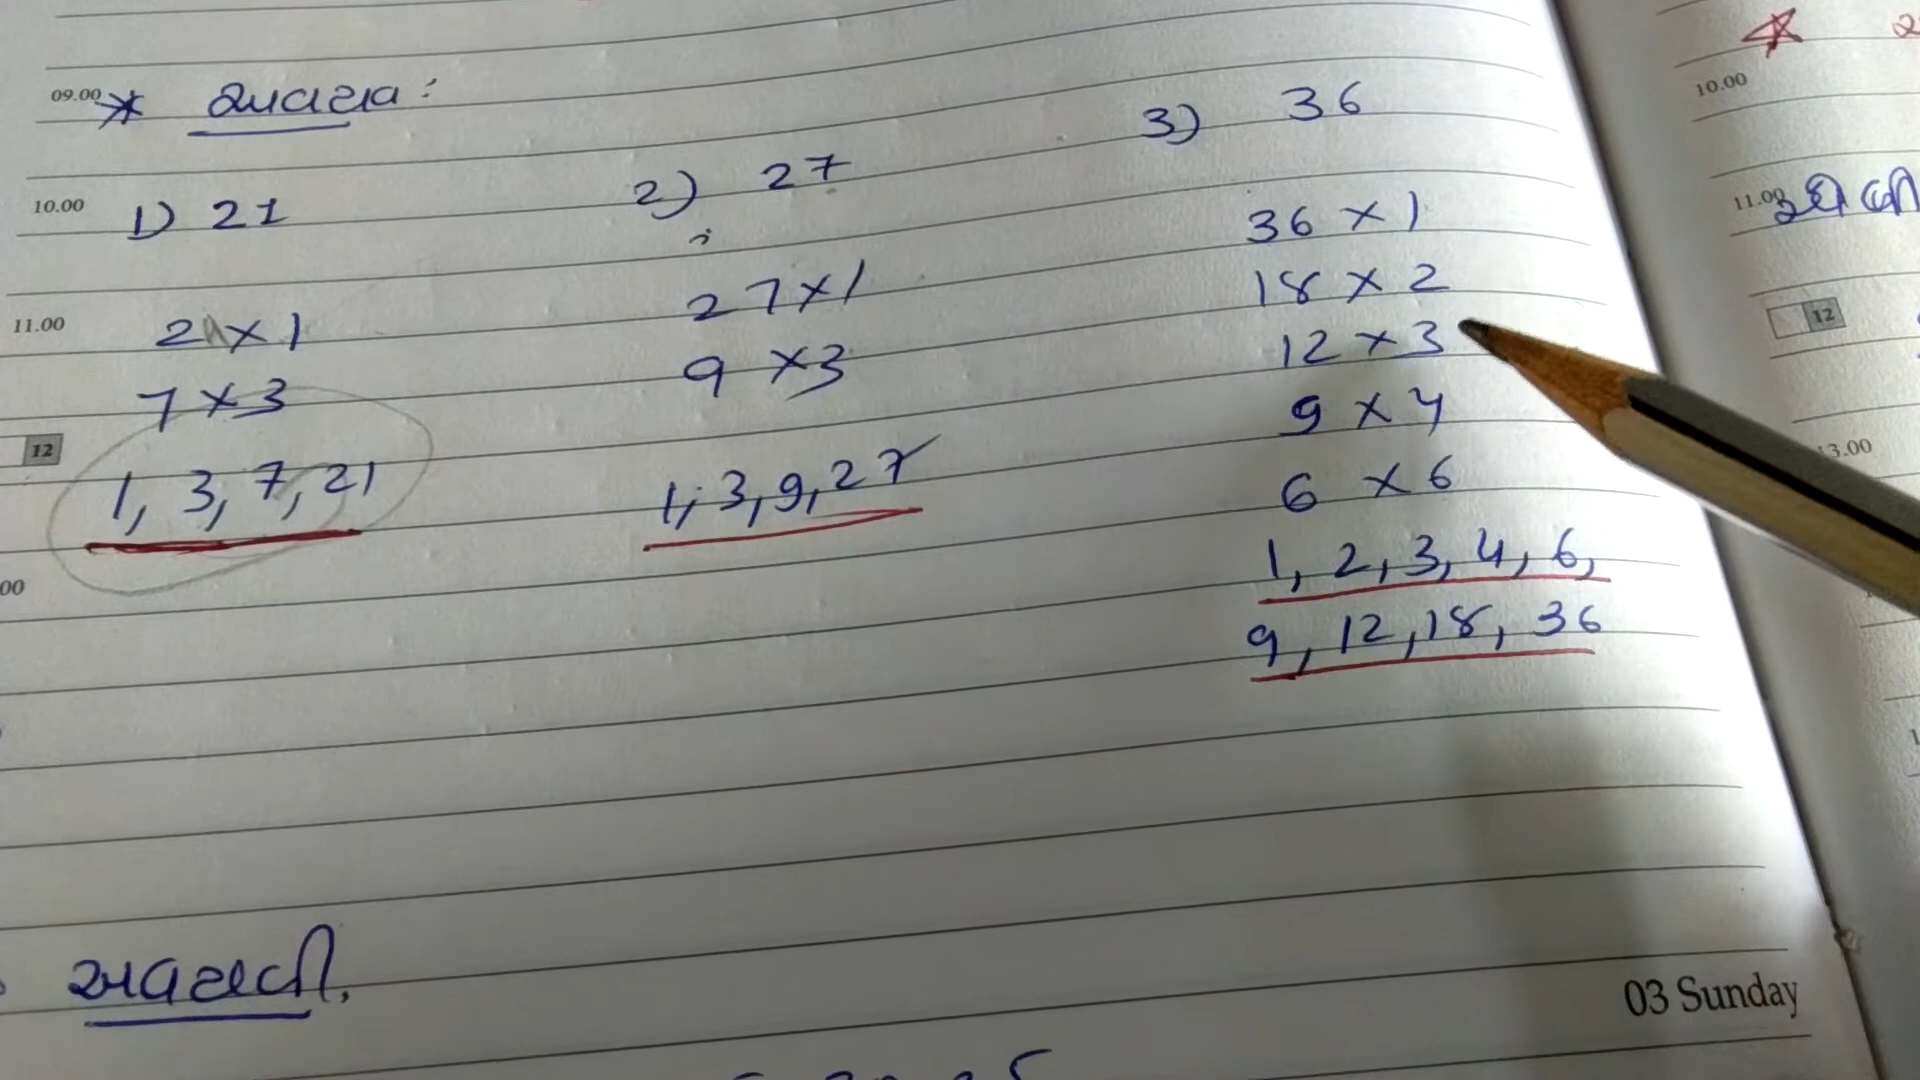 09.00
* અવયવ :
10.00
1) 21
11.00
21 x 1
7 x 3
12
1, 3, 7, 21
00
2) 27
27 x 1
9 x 3
1, 3, 9, 27
3) 36
36 x 1
18 x 2
12 x 3
9 x 4
6 x 6
1, 2, 3, 4, 6,
9, 12, 18, 36
અવયવી.
03 Sunday
10.00
11.00
12
13.00